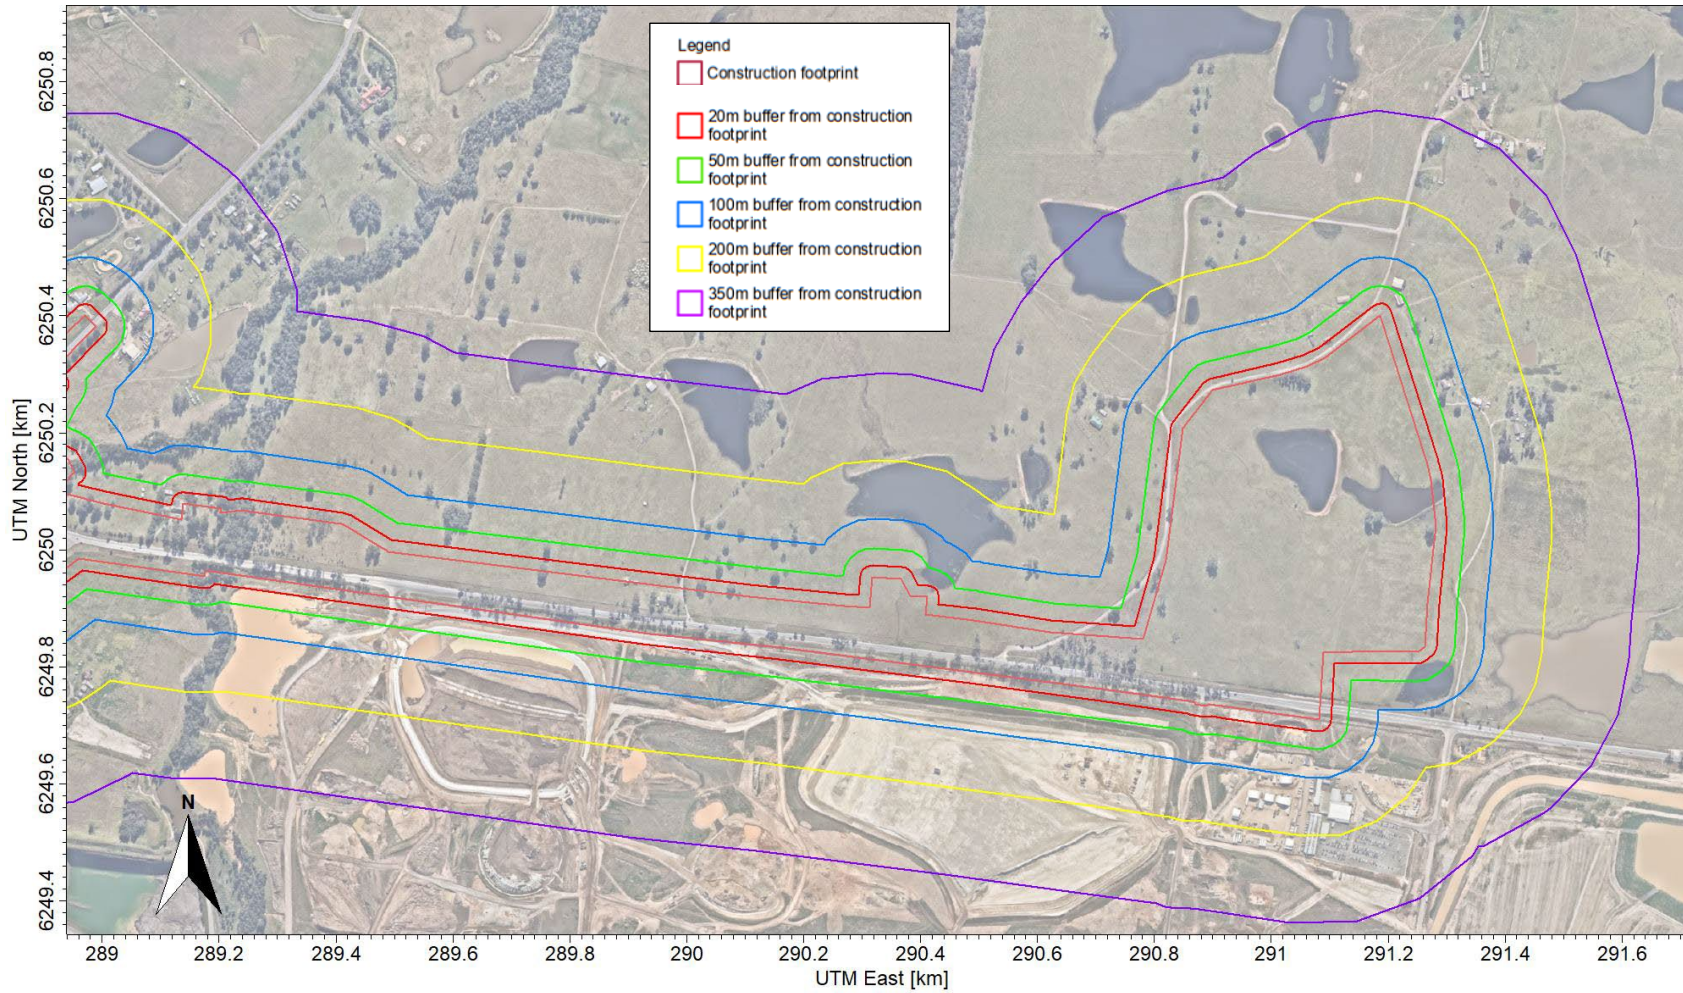 Legend
Construction footprint
20m buffer from construction
footprint
50m buffer from construction
footprint
100m buffer from construction
footprint
200m buffer from construction
footprint
350m buffer from construction
footprint
6250.8
6250.6
6250.4
6250.2
6250
6249.8
6249.6
6249.4
UTM North [km]
N
289
289.2
289.4
289.6
289.8
290
290.2
290.4
290.6
290.8
291
291.2
291.4
291.6
UTM East [km]